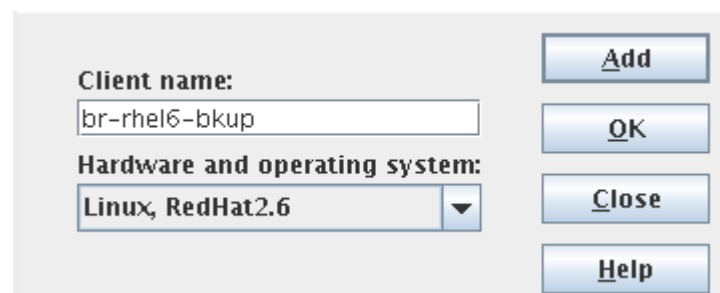 Client name:
br-rhel6-bkup
Hardware and operating system:
Linux, RedHat2.6
Add
OK
Close
Help